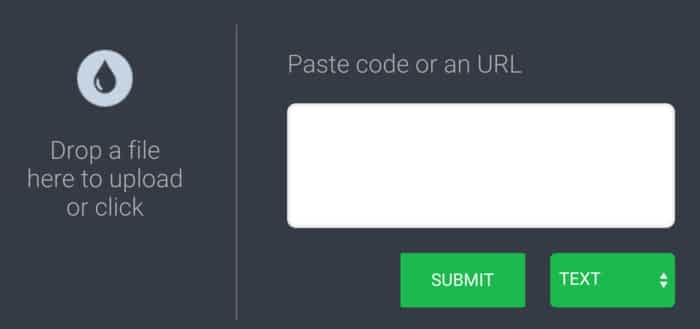 Drop a file
here to upload
or click
Paste code or an URL
SUBMIT
TEXT